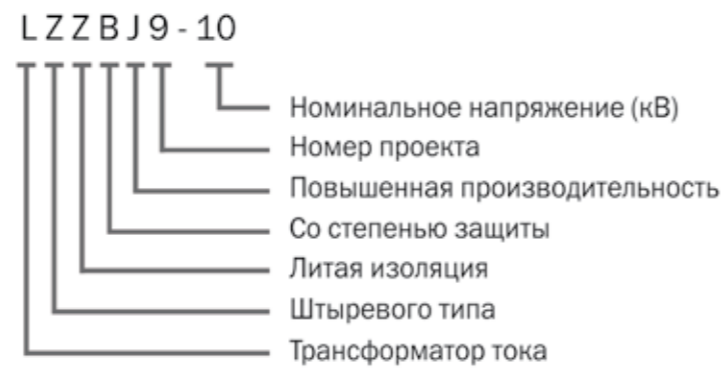 LZZBJ9-10
Номинальное напряжение (кВ)
Номер проекта
Повышенная производительность
Со степенью защиты
Литая изоляция
Штыревого типа
Трансформатор тока